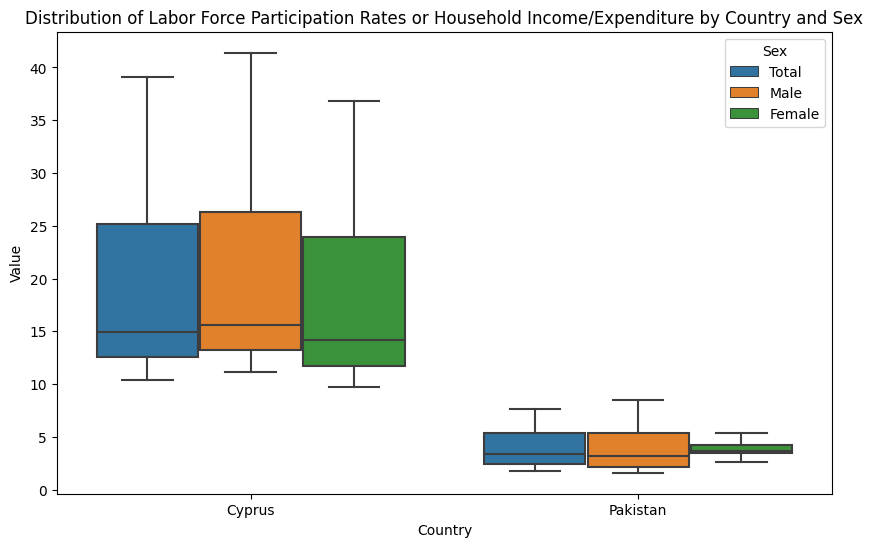 Distribution of Labor Force Participation Rates or Household Income/Expenditure by Country and Sex
Sex
Total
Male
Female
40
35
30
25
20
15
10
5
0
Value
Cyprus
Pakistan
Country